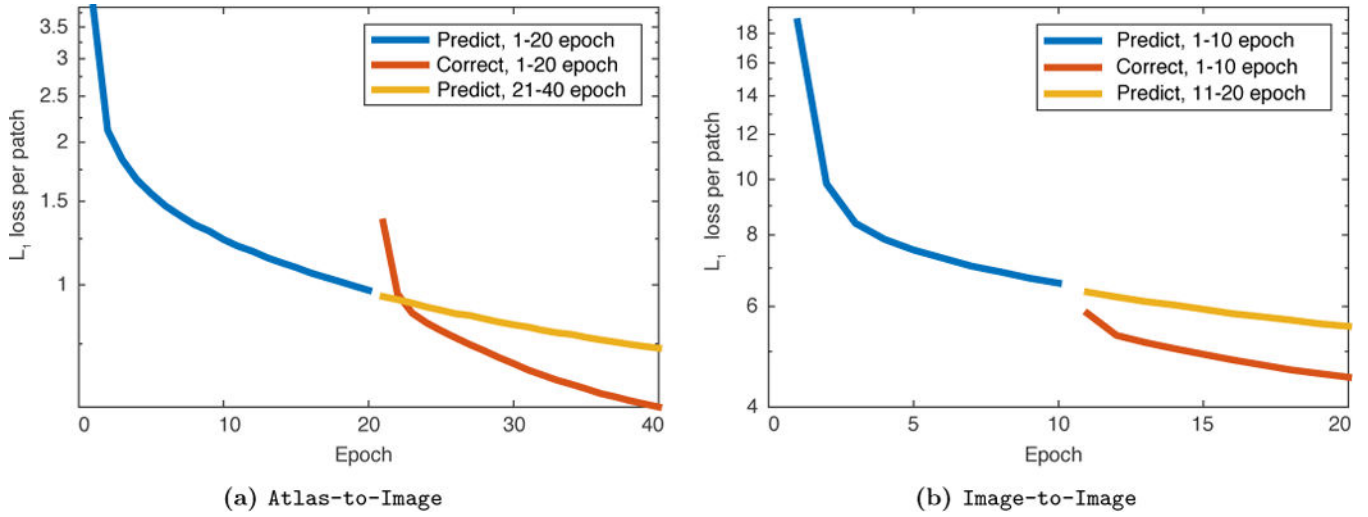 3.5
3
2.5
2
1.5
1
L1 loss per patch
Predict, 1-20 epoch
Correct, 1-20 epoch
Predict, 21-40 epoch
0 10 20 30 40
Epoch
(a) Atlas-to-Image
18
16
14
12
10
8
6
4
L1 loss per patch
Predict, 1-10 epoch
Correct, 1-10 epoch
Predict, 11-20 epoch
0 5 10 15 20
Epoch
(b) Image-to-Image